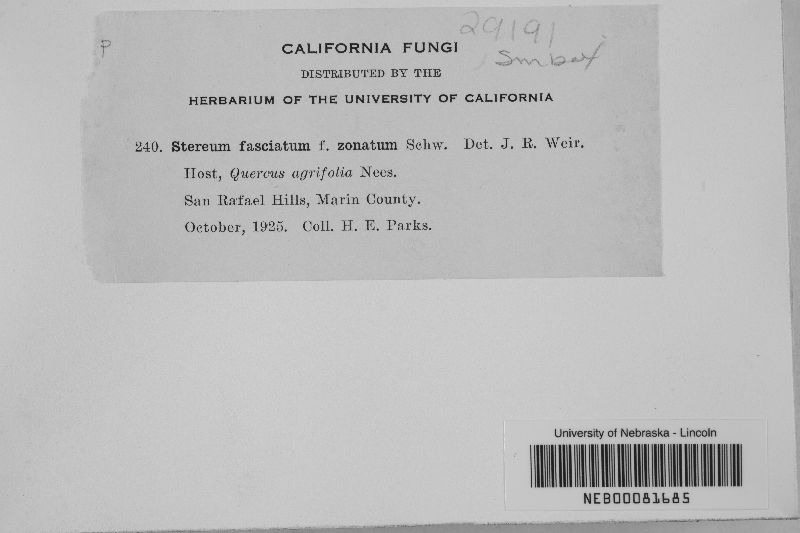 29191
P
CALIFORNIA FUNGI
DISTRIBUTED BY THE
HERBARIUM OF THE UNIVERSITY OF CALIFORNIA
240. Stereum fasciatum f. zonatum Schw. Det. J. R. Weir.
Host, Quercus agrifolia Nees.
San Rafael Hills, Marin County.
October, 1925. Coll. H. E. Parks.
University of Nebraska - Lincoln
NEB00081685